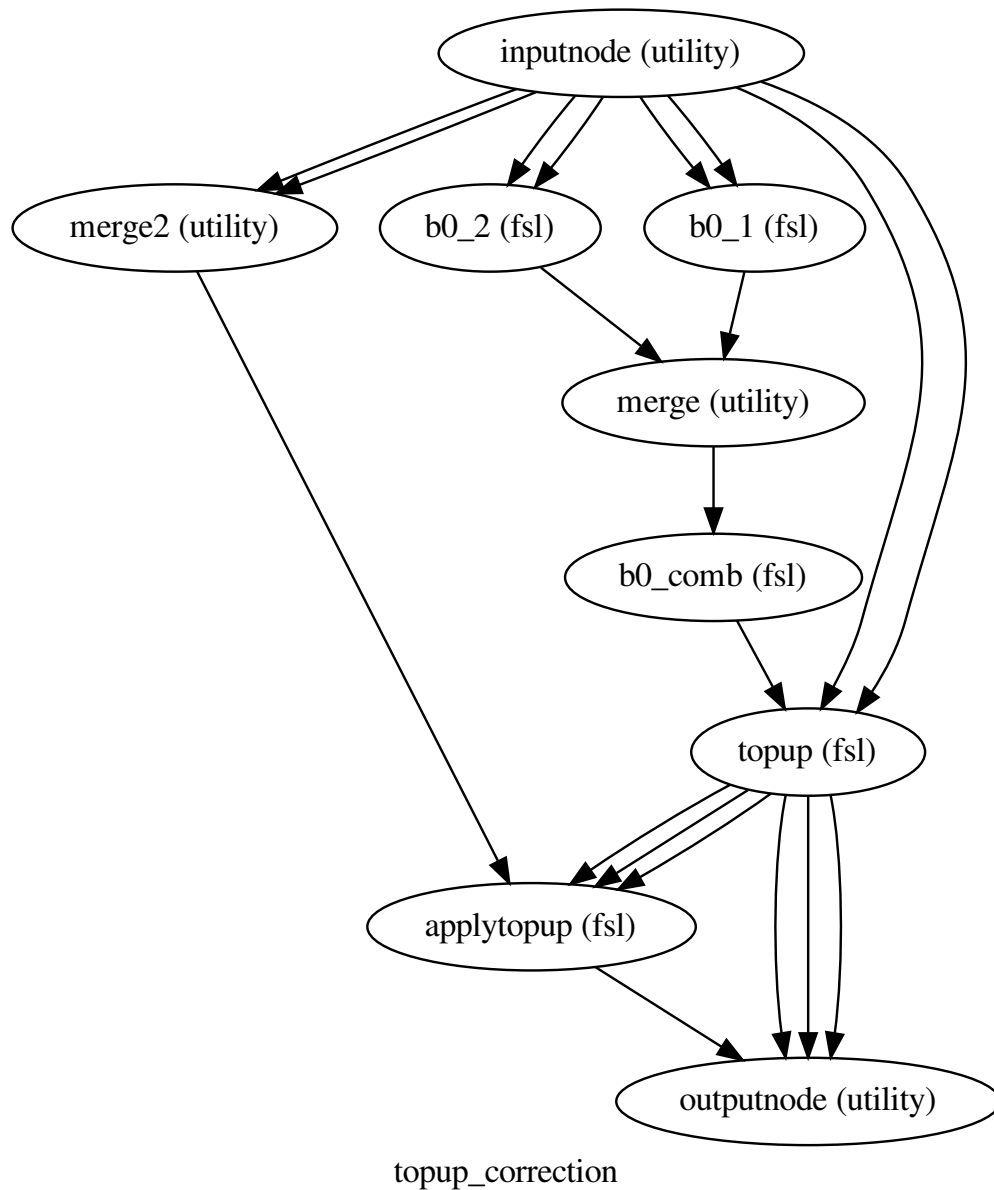 inputnode (utility)
merge2 (utility)
b0_2 (fsl)
b0_1 (fsl)
merge (utility)
b0_comb (fsl)
topup (fsl)
applytopup (fsl)
outputnode (utility)
topup_correction